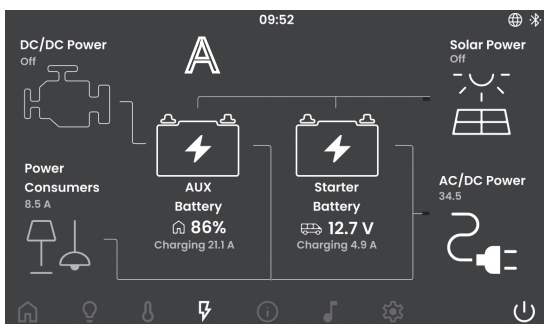 09:52
DC/DC Power
Off
A
Solar Power
Off
Power
Consumers
8.5 A
AUX
Battery
86%
Charging 21.1 A
Starter
Battery
12.7 V
Charging 4.9 A
AC/DC Power
34.5